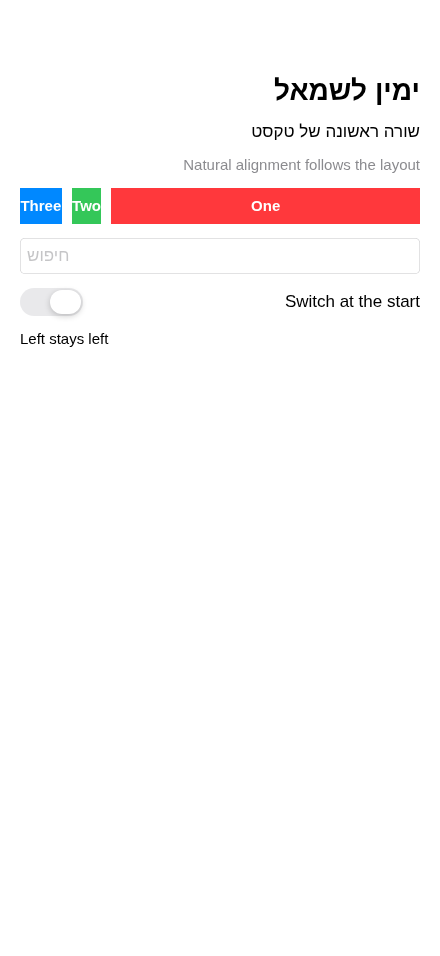 ימין לשמאל
שורה ראשונה של טקסט
Natural alignment follows the layout
One Two Three
חיפוש
Switch at the start
Left stays left